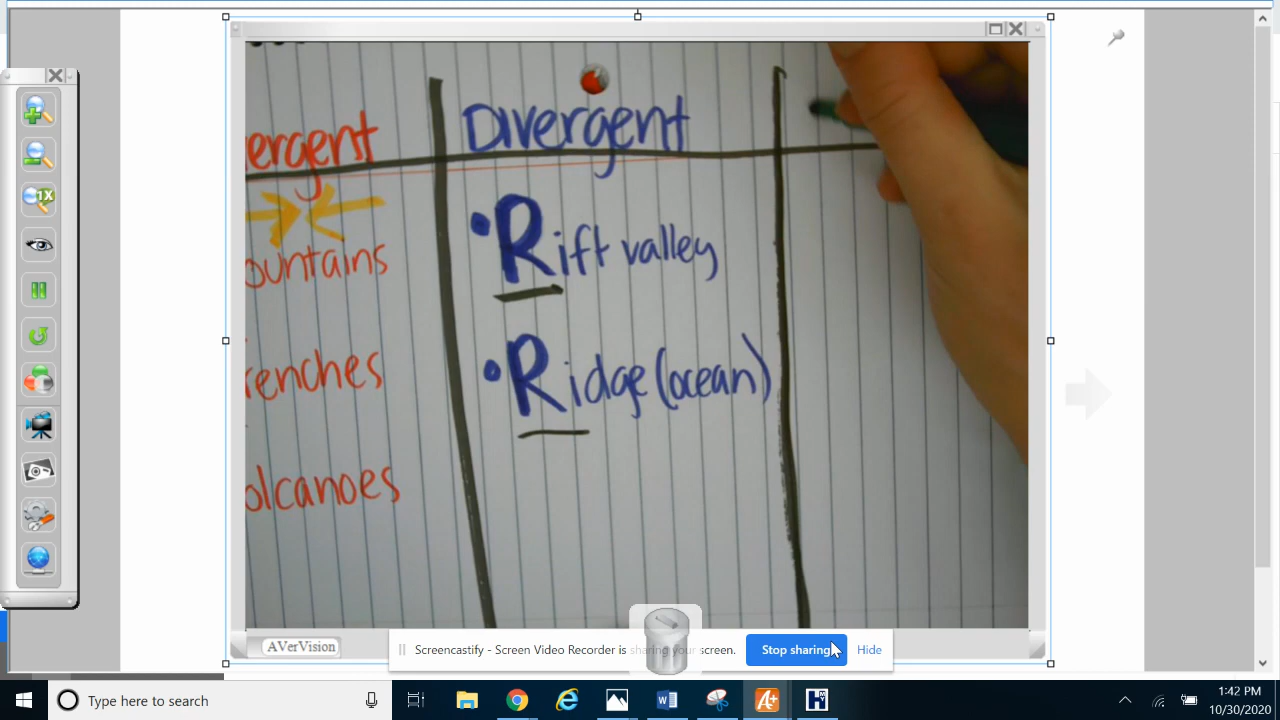 ergent
Divergent
ountains
• Rift valley
renches
• Ridge (ocean)
olcanoes
1X
AVerVision
Screencastify - Screen Video Recorder is sharing your screen.
Stop sharing
Hide
Type here to search
1:42 PM
10/30/2020